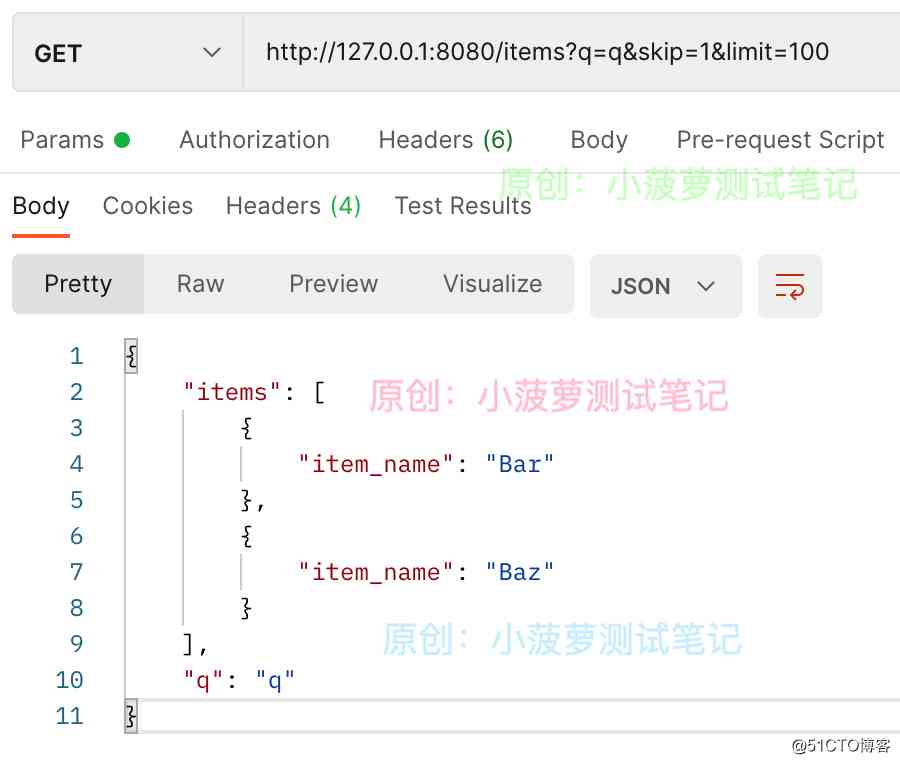 GET http://127.0.0.1:8080/items?q=q&skip=1&limit=100
Params Authorization Headers (6) Body Pre-request Script
原创：小菠萝测试笔记
Body Cookies Headers (4) Test Results
Pretty Raw Preview Visualize JSON
1 {
2 "items": [
原创：小菠萝测试笔记
3 {
4 "item_name": "Bar"
5 },
6 {
7 "item_name": "Baz"
8 }
9 ],
原创：小菠萝测试笔记
10 "q": "q"
11 }
@51CTO博客